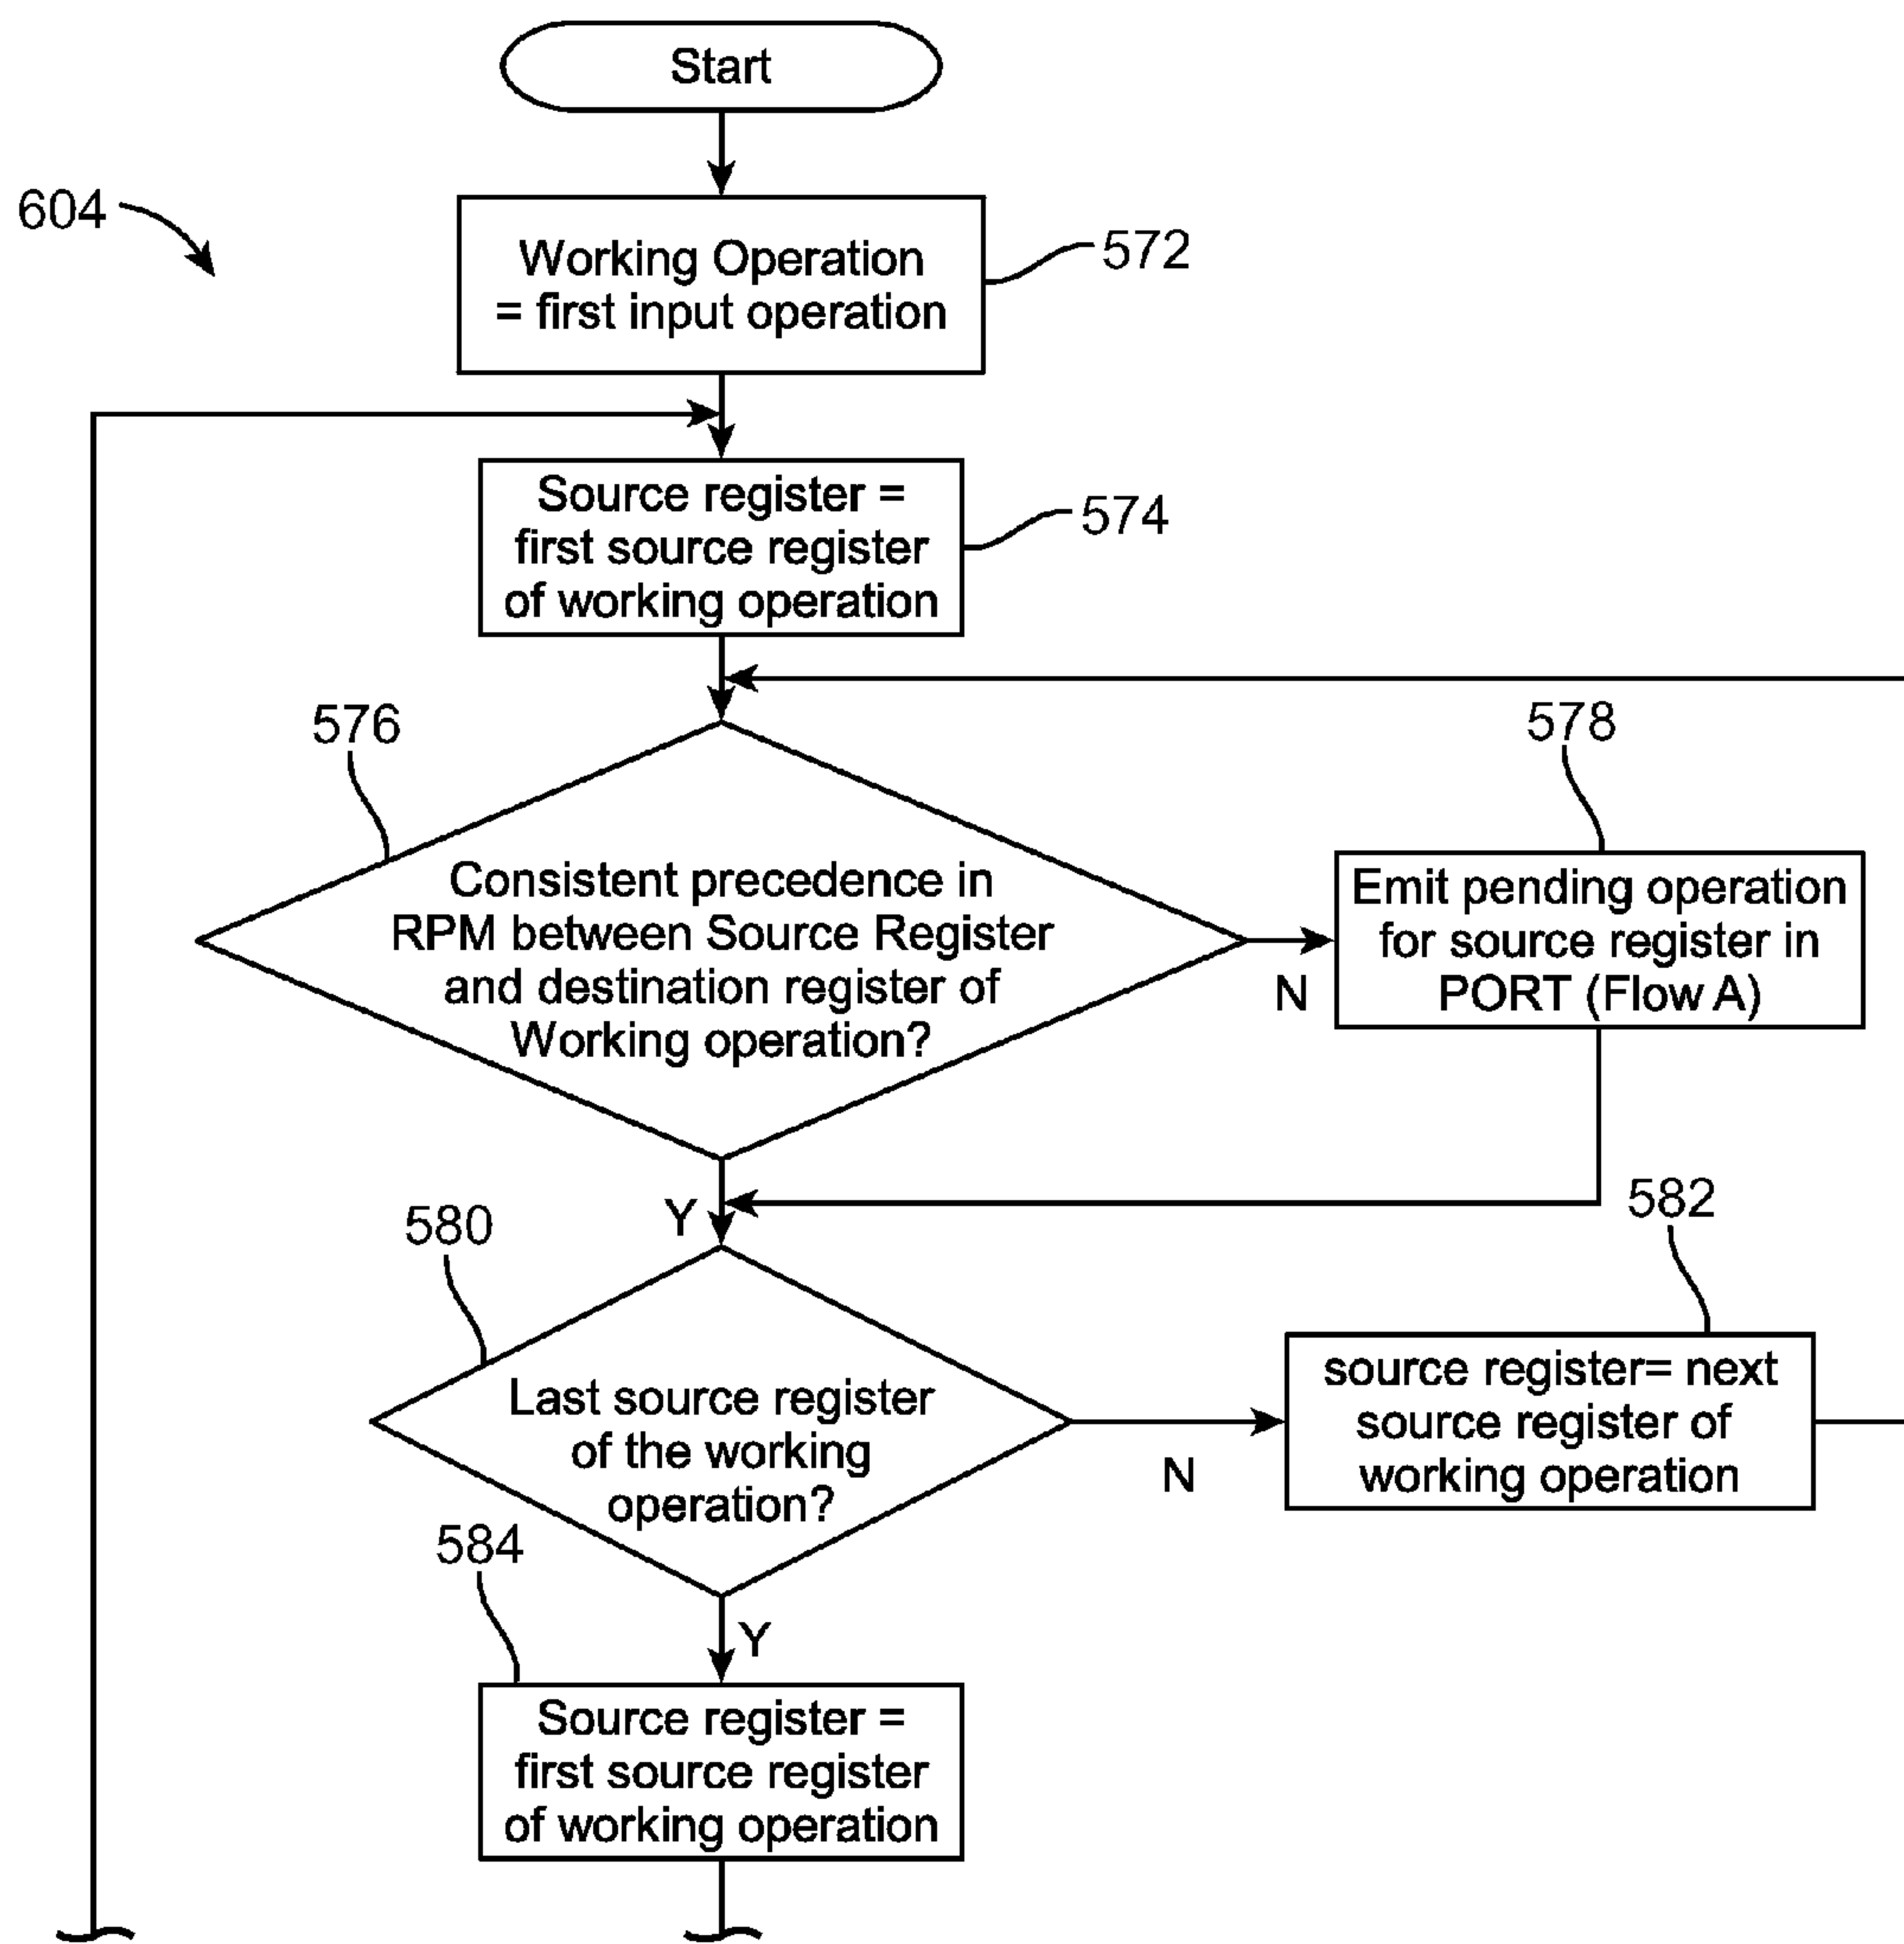 Start
604
Working Operation
= first input operation
572
Source register =
first source register
of working operation
574
576
Consistent precedence in
RPM between Source Register
and destination register of
Working operation?
N
578
Emit pending operation
for source register in
PORT (Flow A)
Y
580
Last source register
of the working
operation?
N
582
source register= next
source register of
working operation
584
Y
Source register =
first source register
of working operation